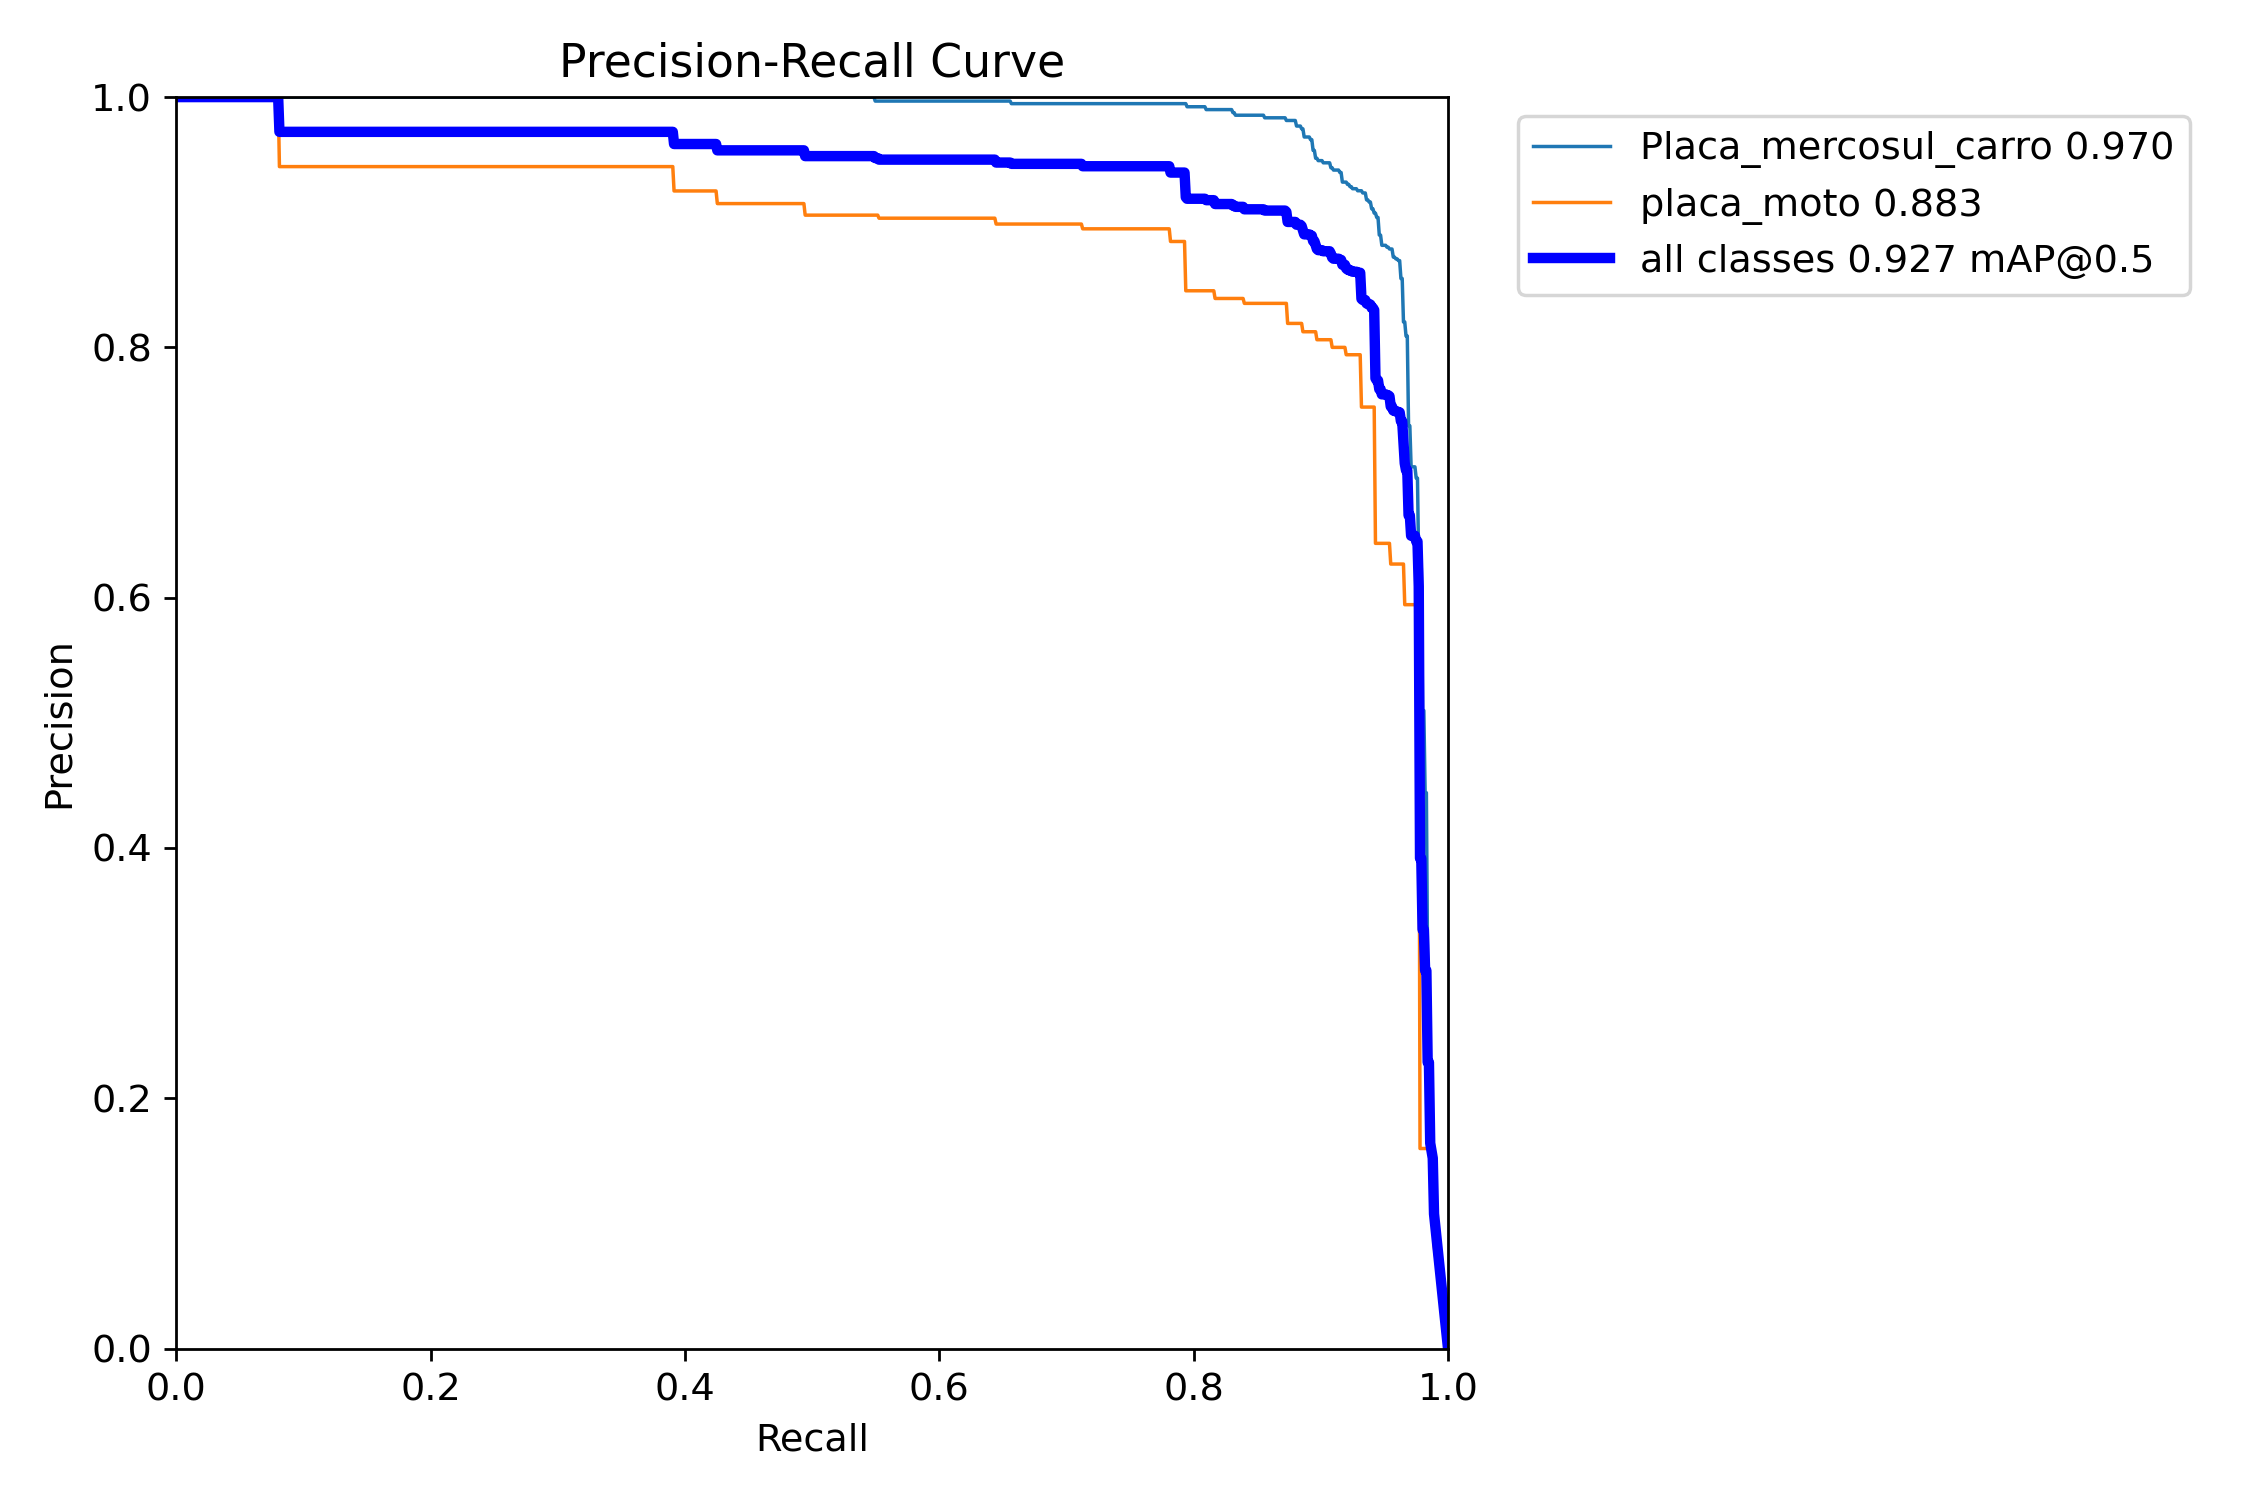 Precision-Recall Curve
1.0
0.8
0.6
0.4
0.2
0.0
Precision
0.0 0.2 0.4 0.6 0.8 1.0
Recall
Placa_mercosul_carro 0.970
placa_moto 0.883
all classes 0.927 mAP@0.5